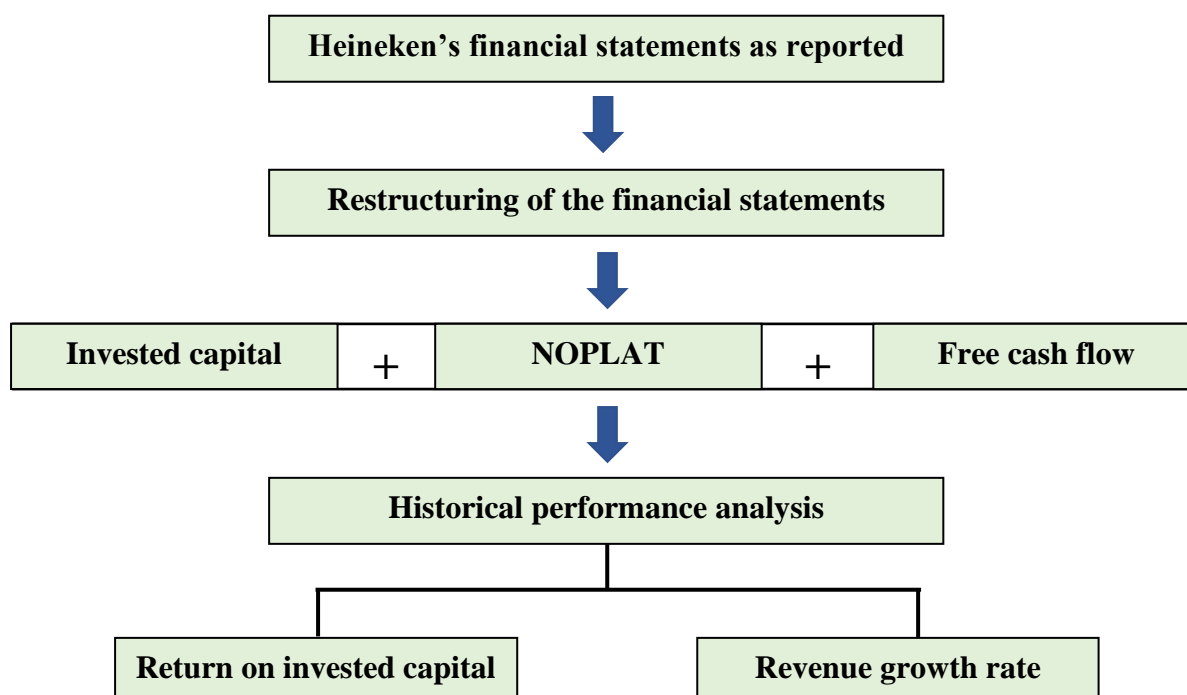 Heineken’s financial statements as reported
Restructuring of the financial statements
Invested capital + NOPLAT + Free cash flow
Historical performance analysis
Return on invested capital
Revenue growth rate